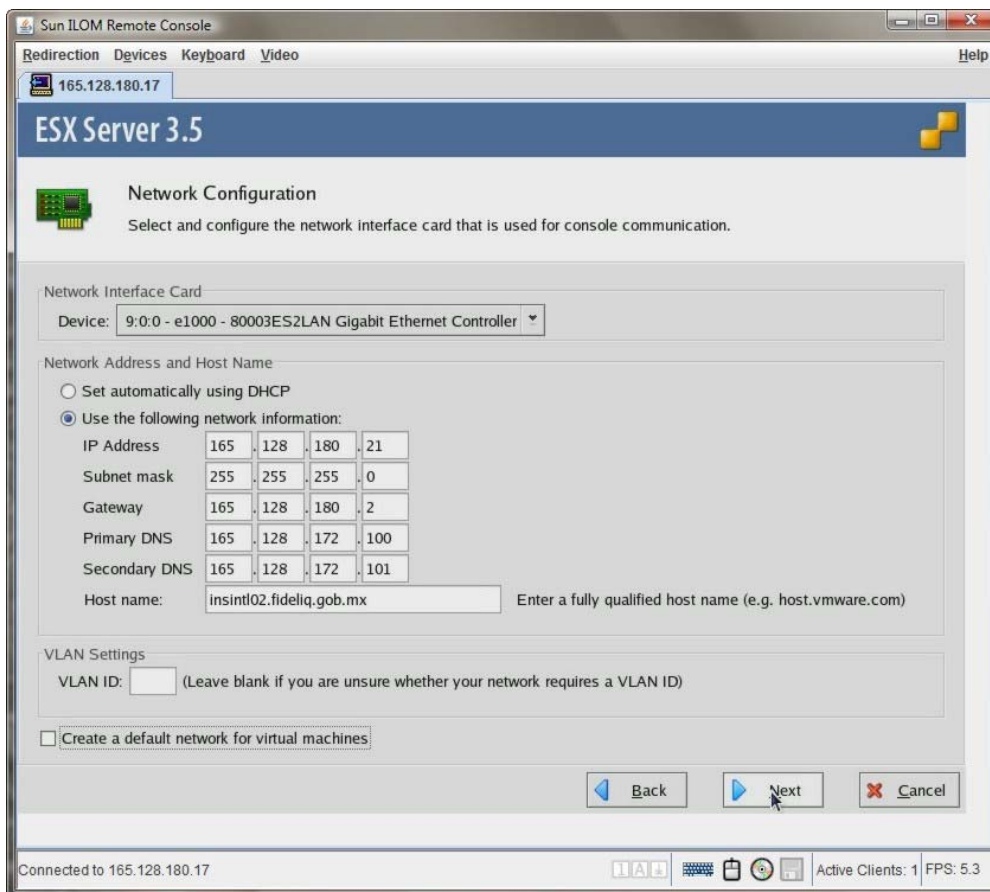 Sun ILOM Remote Console
Redirection Devices Keyboard Video Help
165.128.180.17
ESX Server 3.5
Network Configuration
Select and configure the network interface card that is used for console communication.
Network Interface Card
Device: 9:0:0 - e1000 - 80003ES2LAN Gigabit Ethernet Controller
Network Address and Host Name
Set automatically using DHCP
Use the following network information:
IP Address 165 . 128 . 180 . 21
Subnet mask 255 . 255 . 255 . 0
Gateway 165 . 128 . 180 . 2
Primary DNS 165 . 128 . 172 . 100
Secondary DNS 165 . 128 . 172 . 101
Host name: insintl02.fideliq.gob.mx Enter a fully qualified host name (e.g. host.vmware.com)
VLAN Settings
VLAN ID: (Leave blank if you are unsure whether your network requires a VLAN ID)
Create a default network for virtual machines
Back Next Cancel
Connected to 165.128.180.17 1 A Active Clients: 1 FPS: 5.3